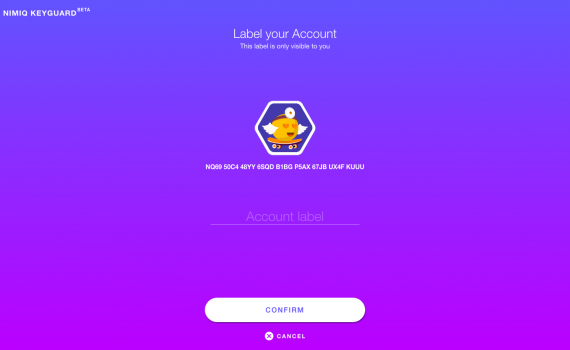 NIMIQ KEYGUARD BETA
Label your Account
This label is only visible to you
NQ69 50C4 48YY 6SQD B1BG P5AX 67JB UX4F KUUU
Account label
CONFIRM
CANCEL